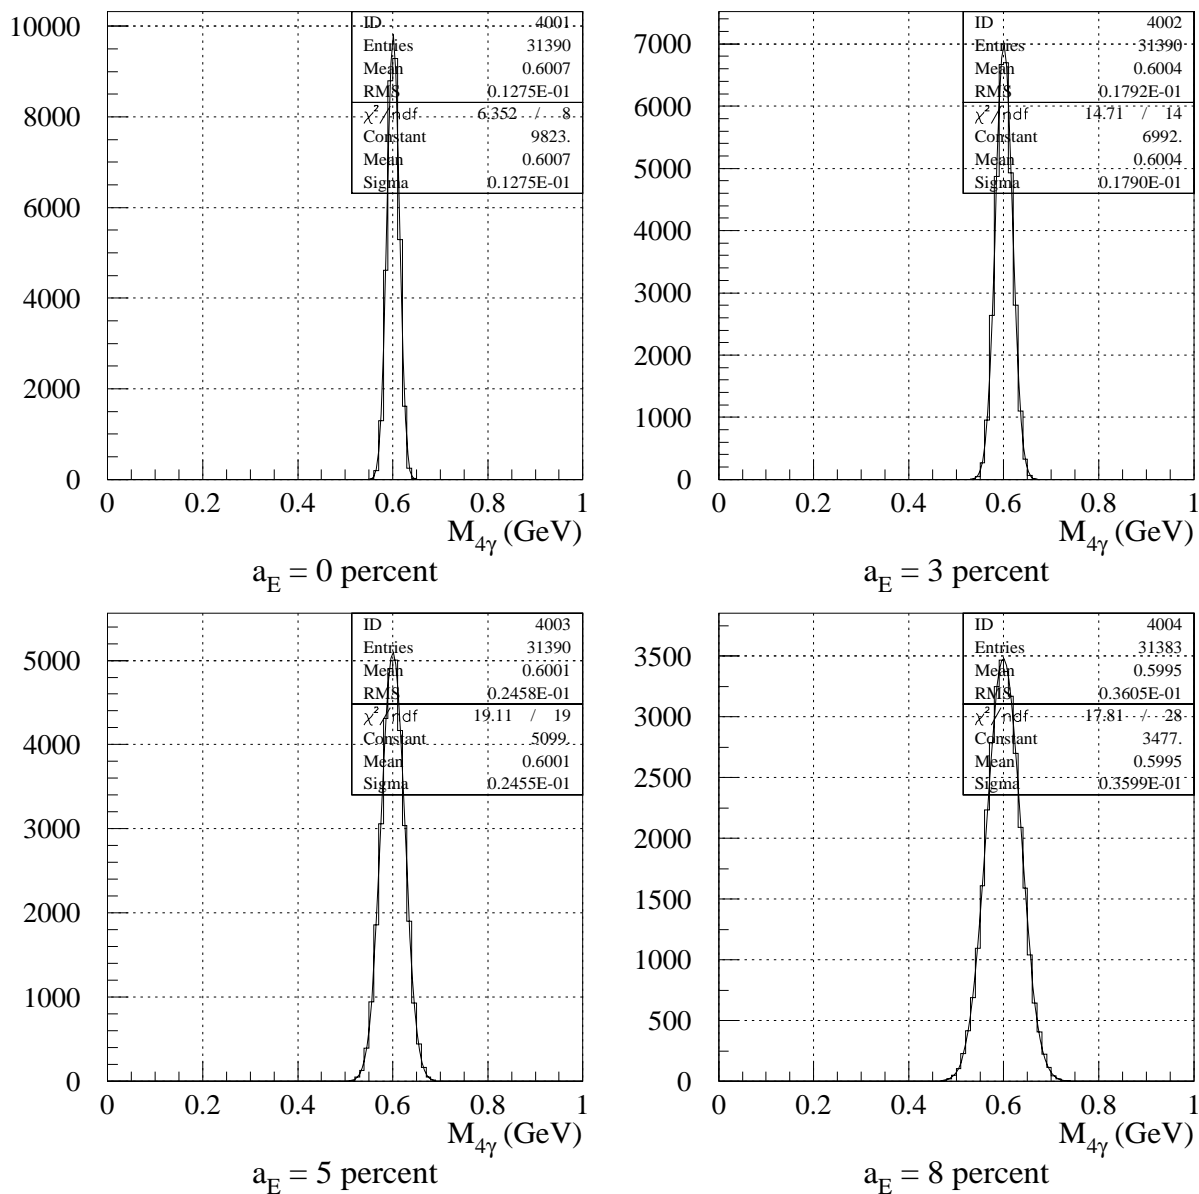 ID 4001
Entries 31390
Mean 0.6007
RMS 0.1275E-01
χ²/ndf 6.352 / 8
Constant 9823.
Mean 0.6007
Sigma 0.1275E-01
10000
8000
6000
4000
2000
0
0 0.2 0.4 0.6 0.8 1
M4γ (GeV)
aE = 0 percent
ID 4002
Entries 31390
Mean 0.6004
RMS 0.1792E-01
χ²/ndf 14.71 / 14
Constant 6992.
Mean 0.6004
Sigma 0.1790E-01
7000
6000
5000
4000
3000
2000
1000
0
0 0.2 0.4 0.6 0.8 1
M4γ (GeV)
aE = 3 percent
ID 4003
Entries 31390
Mean 0.6001
RMS 0.2458E-01
χ²/ndf 19.11 / 19
Constant 5099.
Mean 0.6001
Sigma 0.2455E-01
5000
4000
3000
2000
1000
0
0 0.2 0.4 0.6 0.8 1
M4γ (GeV)
aE = 5 percent
ID 4004
Entries 31383
Mean 0.5995
RMS 0.3605E-01
χ²/ndf 17.81 / 28
Constant 3477.
Mean 0.5995
Sigma 0.3599E-01
3500
3000
2500
2000
1500
1000
500
0
0 0.2 0.4 0.6 0.8 1
M4γ (GeV)
aE = 8 percent